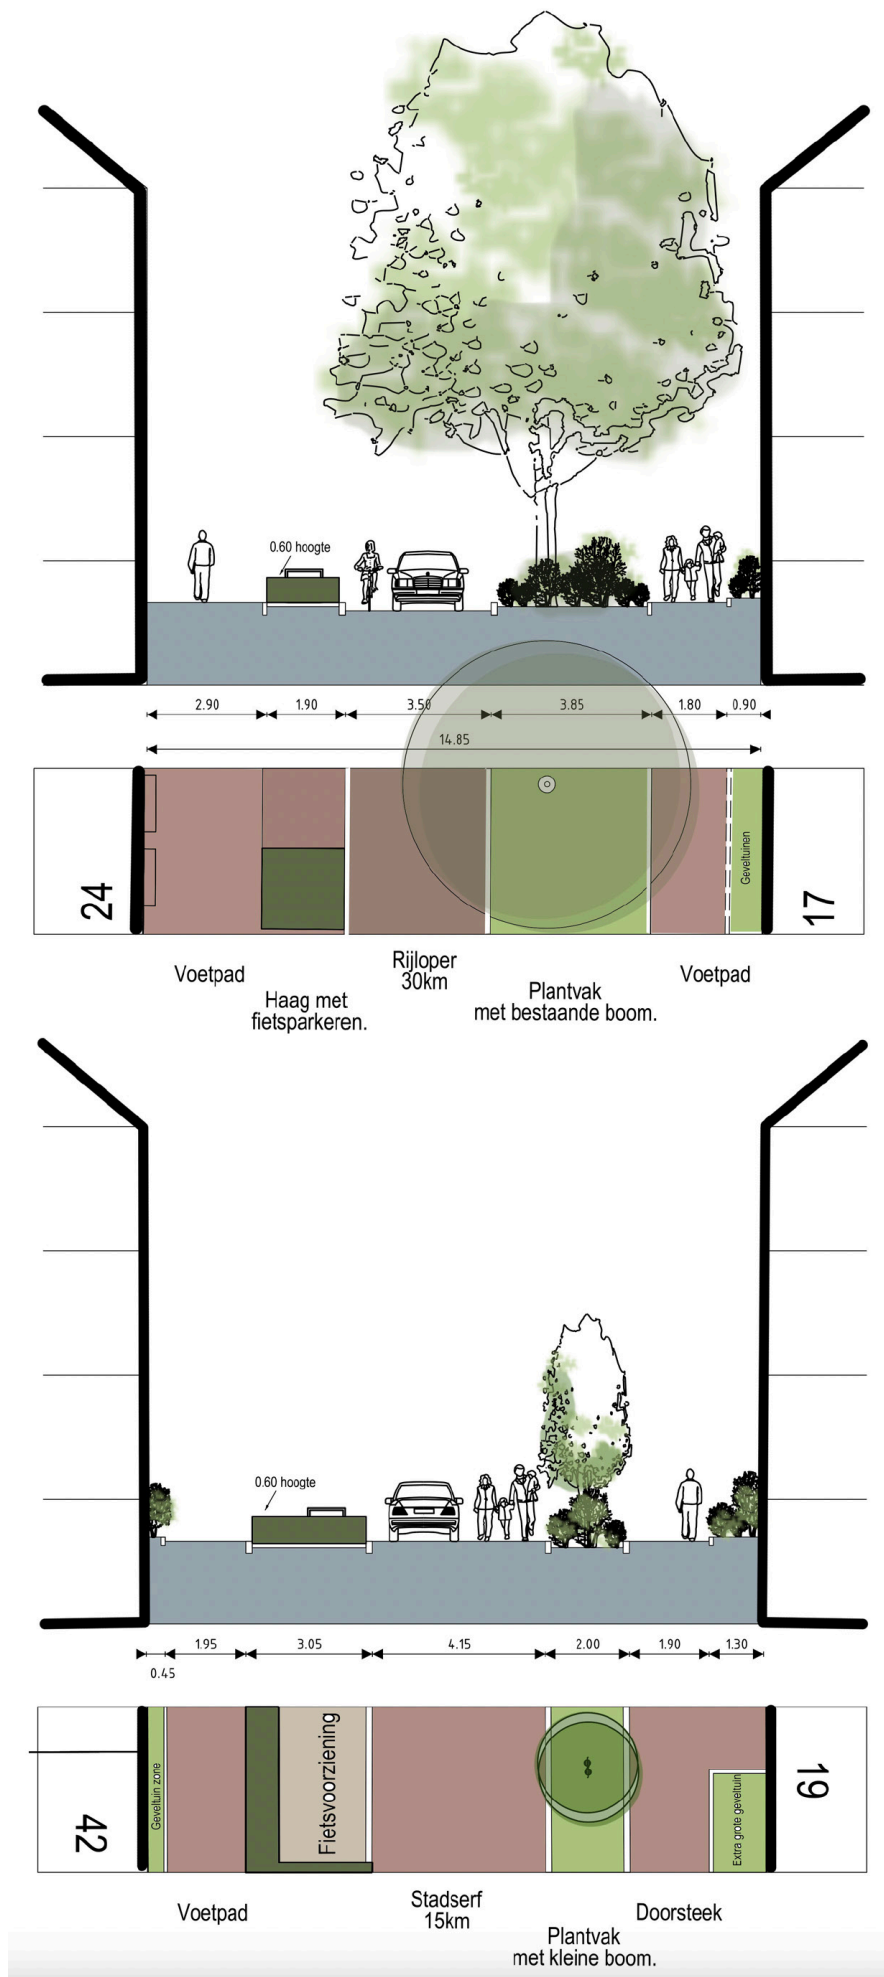 0.60 hoogte
2.90 1.90 3.50 3.85 1.80 0.90
14.85
24
Geveltuinen
17
Voetpad
Haag met
fietsparkeren.
Rijloper
30km
Plantvak
met bestaande boom.
Voetpad
0.60 hoogte
1.95 3.05 4.15 2.00 1.90 1.30
0.45
42
Geveltuin zone
Fietsvoorziening
Extra grote geveltuin
19
Voetpad
Stadserf
15km
Plantvak
met kleine boom.
Doorsteek